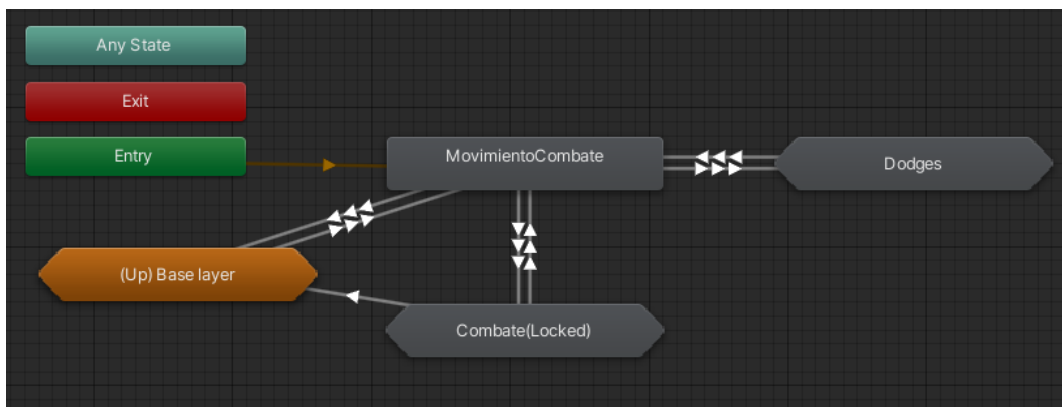 Any State
Exit
Entry
MovimientoCombate
Dodges
(Up) Base layer
Combate(Locked)